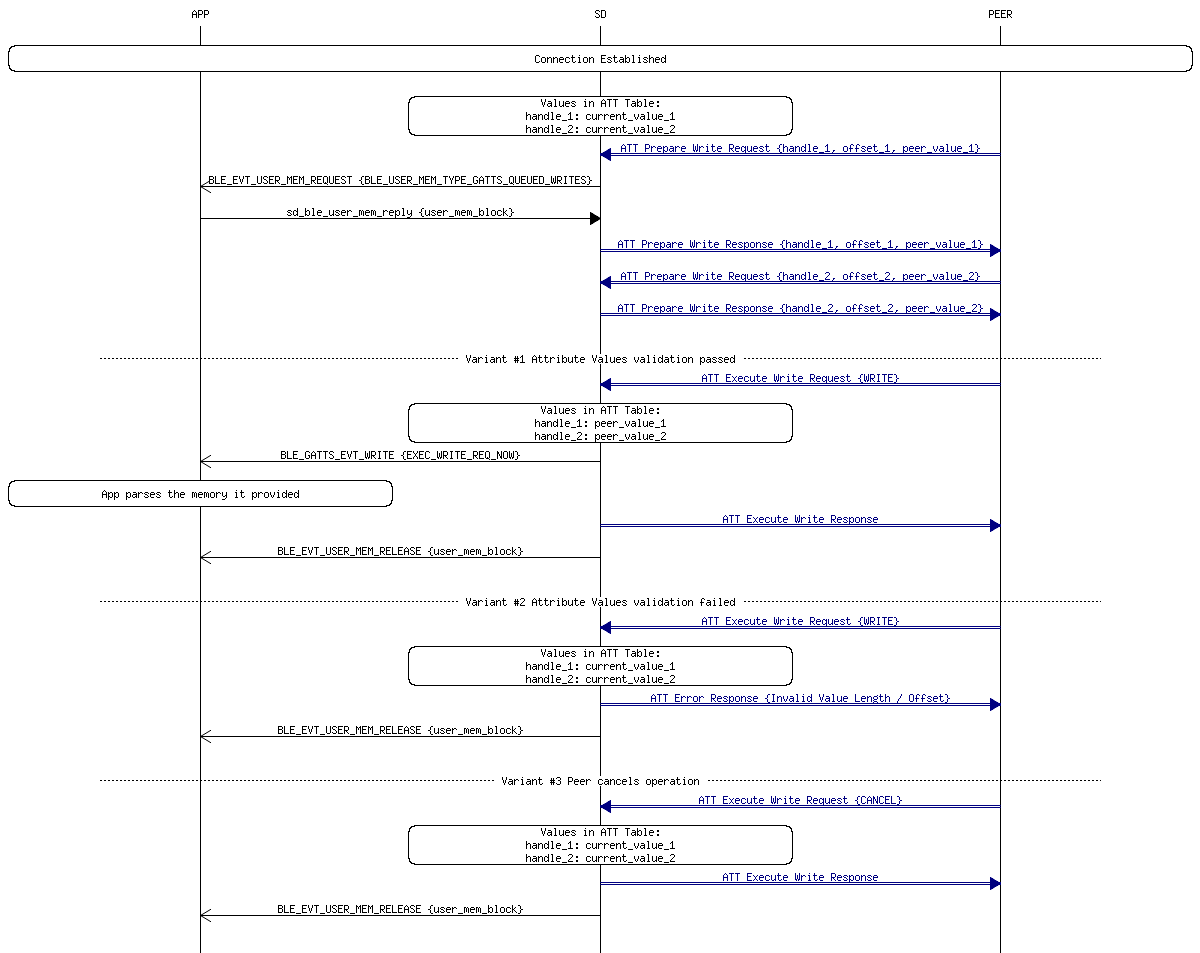 APP SD PEER
Connection Established
Values in ATT Table:
handle_1: current_value_1
handle_2: current_value_2
ATT Prepare Write Request {handle_1, offset_1, peer_value_1}
BLE_EVT_USER_MEM_REQUEST {BLE_USER_MEM_TYPE_GATTS_QUEUED_WRITES}
sd_ble_user_mem_reply {user_mem_block}
ATT Prepare Write Response {handle_1, offset_1, peer_value_1}
ATT Prepare Write Request {handle_2, offset_2, peer_value_2}
ATT Prepare Write Response {handle_2, offset_2, peer_value_2}
Variant #1 Attribute Values validation passed
ATT Execute Write Request {WRITE}
Values in ATT Table:
handle_1: peer_value_1
handle_2: peer_value_2
BLE_GATTS_EVT_WRITE {EXEC_WRITE_REQ_NOW}
App parses the memory it provided
ATT Execute Write Response
BLE_EVT_USER_MEM_RELEASE {user_mem_block}
Variant #2 Attribute Values validation failed
ATT Execute Write Request {WRITE}
Values in ATT Table:
handle_1: current_value_1
handle_2: current_value_2
ATT Error Response {Invalid Value Length / Offset}
BLE_EVT_USER_MEM_RELEASE {user_mem_block}
Variant #3 Peer cancels operation
ATT Execute Write Request {CANCEL}
Values in ATT Table:
handle_1: current_value_1
handle_2: current_value_2
ATT Execute Write Response
BLE_EVT_USER_MEM_RELEASE {user_mem_block}